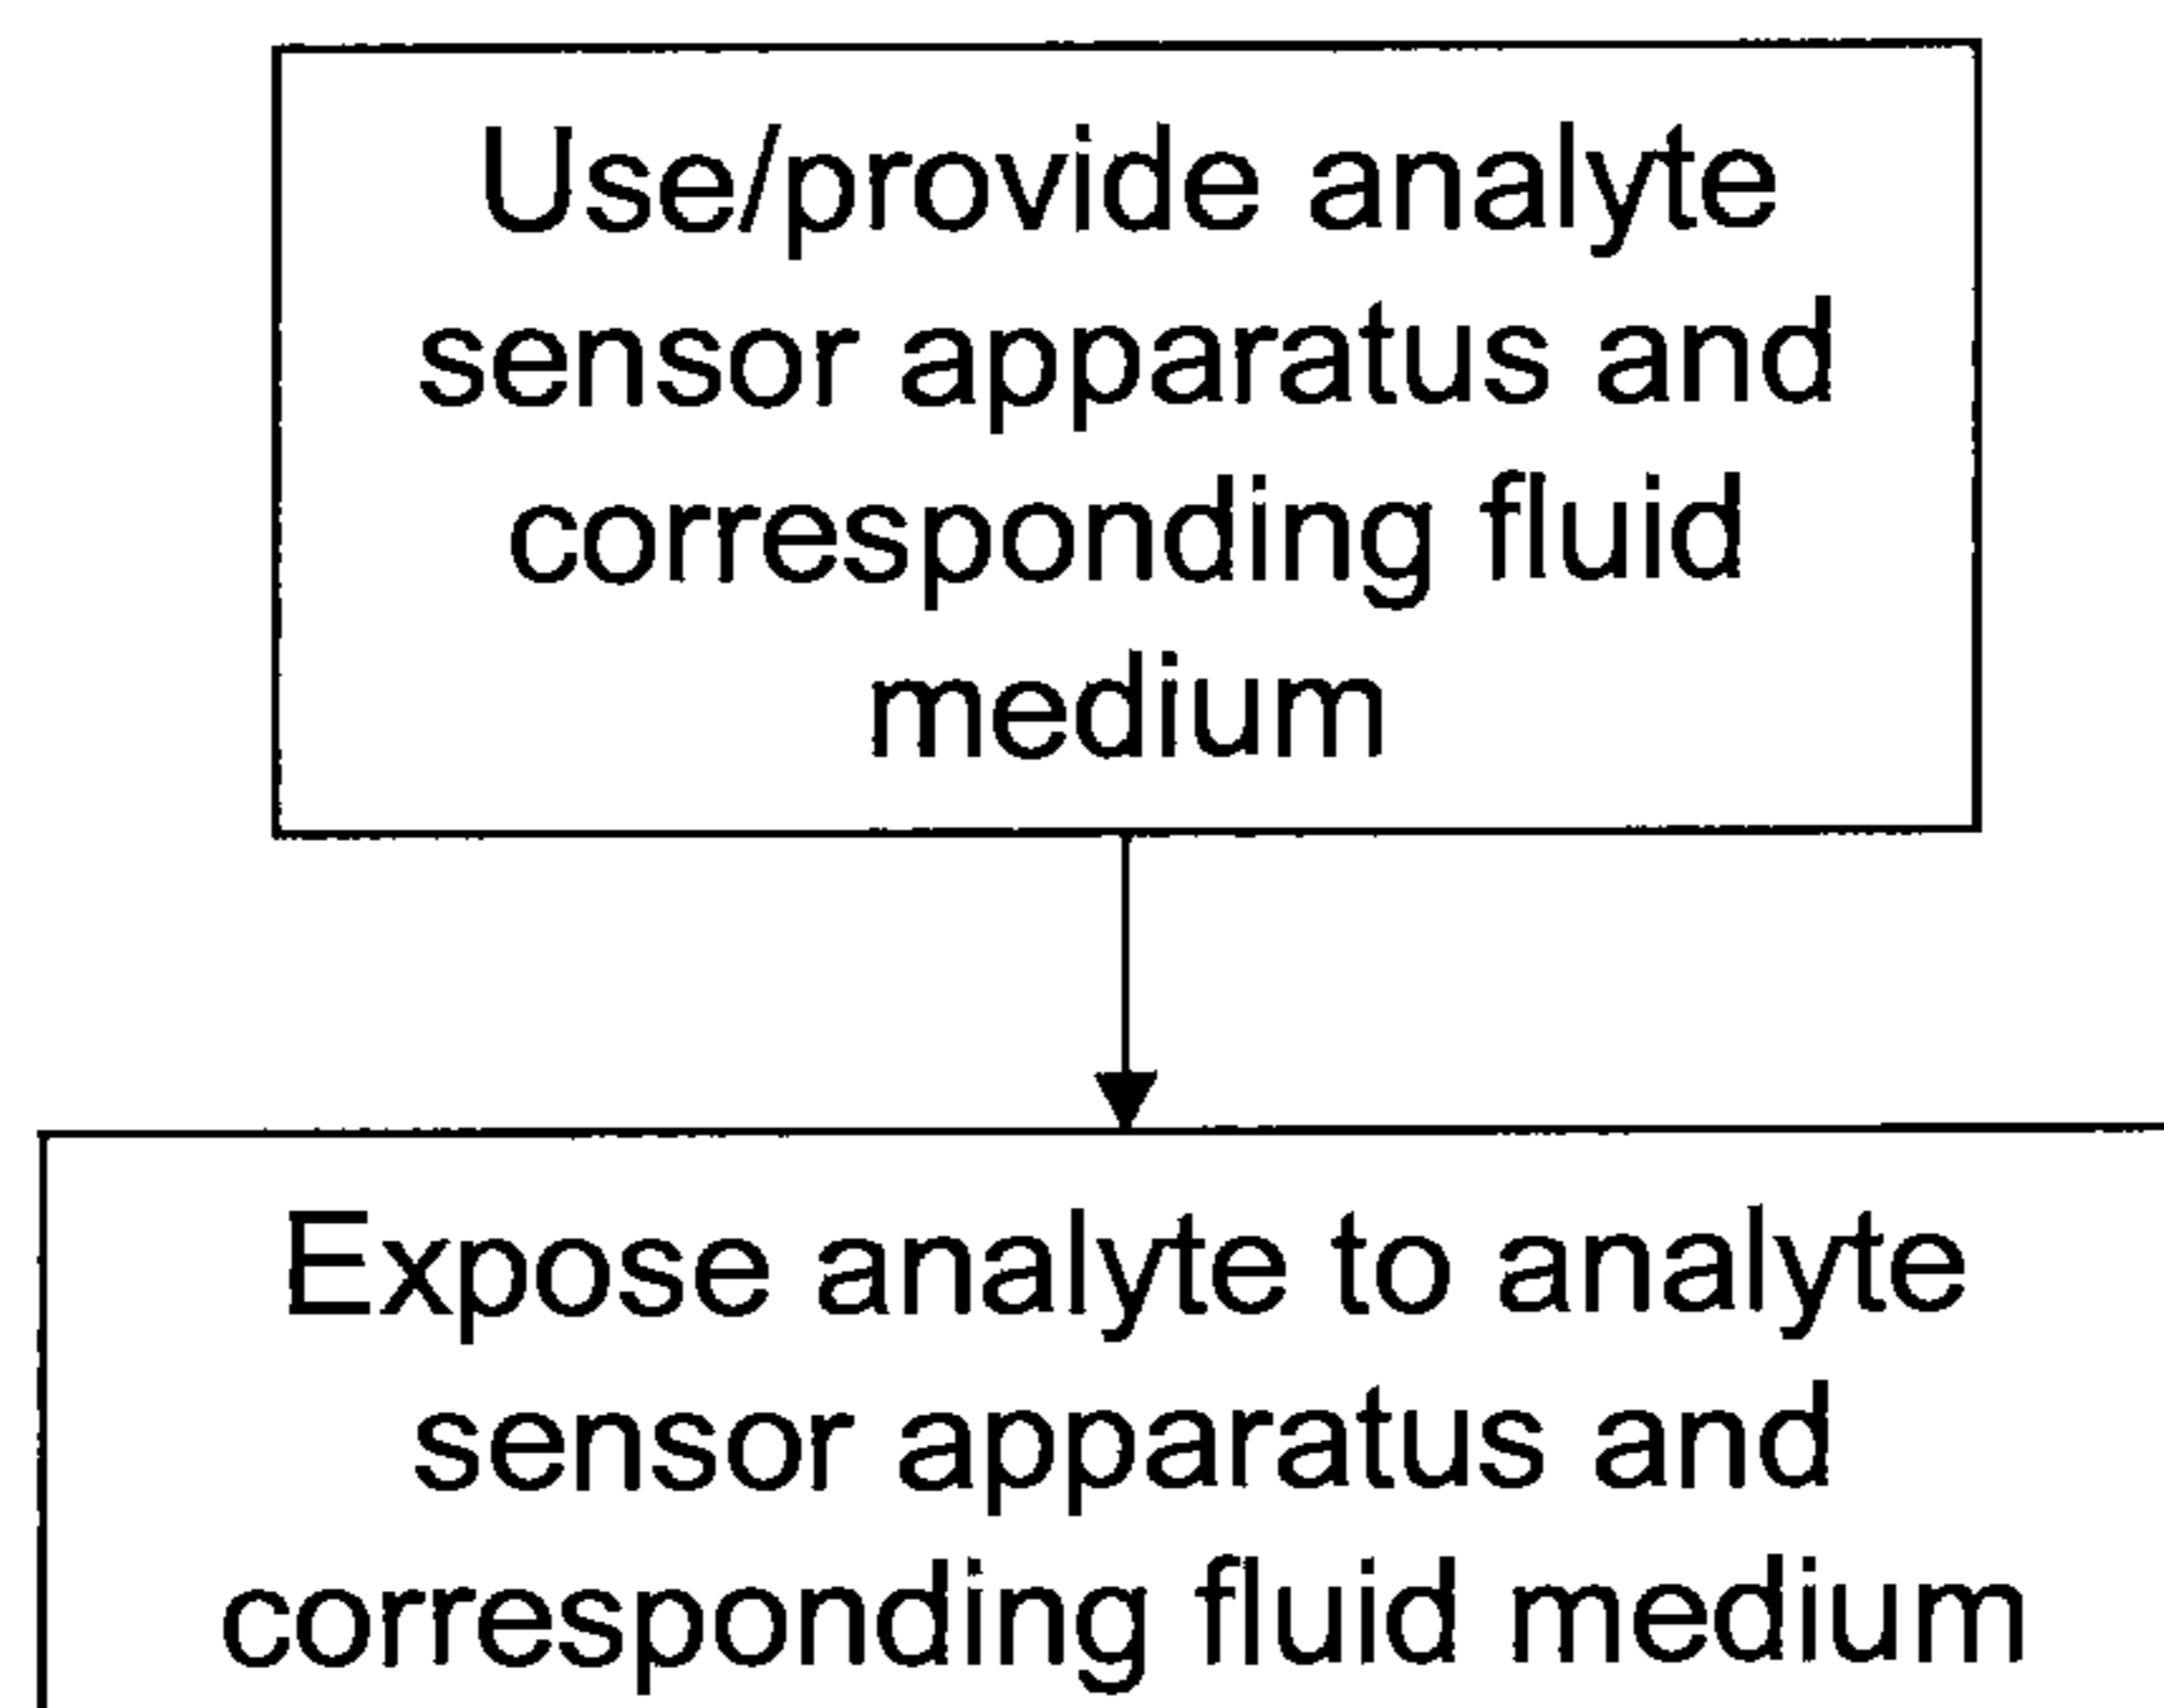 Use/provide analyte
sensor apparatus and
corresponding fluid
medium
Expose analyte to analyte
sensor apparatus and
corresponding fluid medium